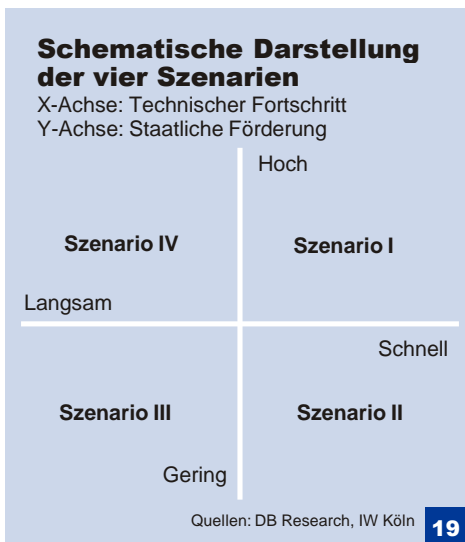 Schematische Darstellung
der vier Szenarien
X-Achse: Technischer Fortschritt
Y-Achse: Staatliche Förderung
Hoch
Szenario IV
Szenario I
Langsam
Schnell
Szenario III
Szenario II
Gering
Quellen: DB Research, IW Köln
19